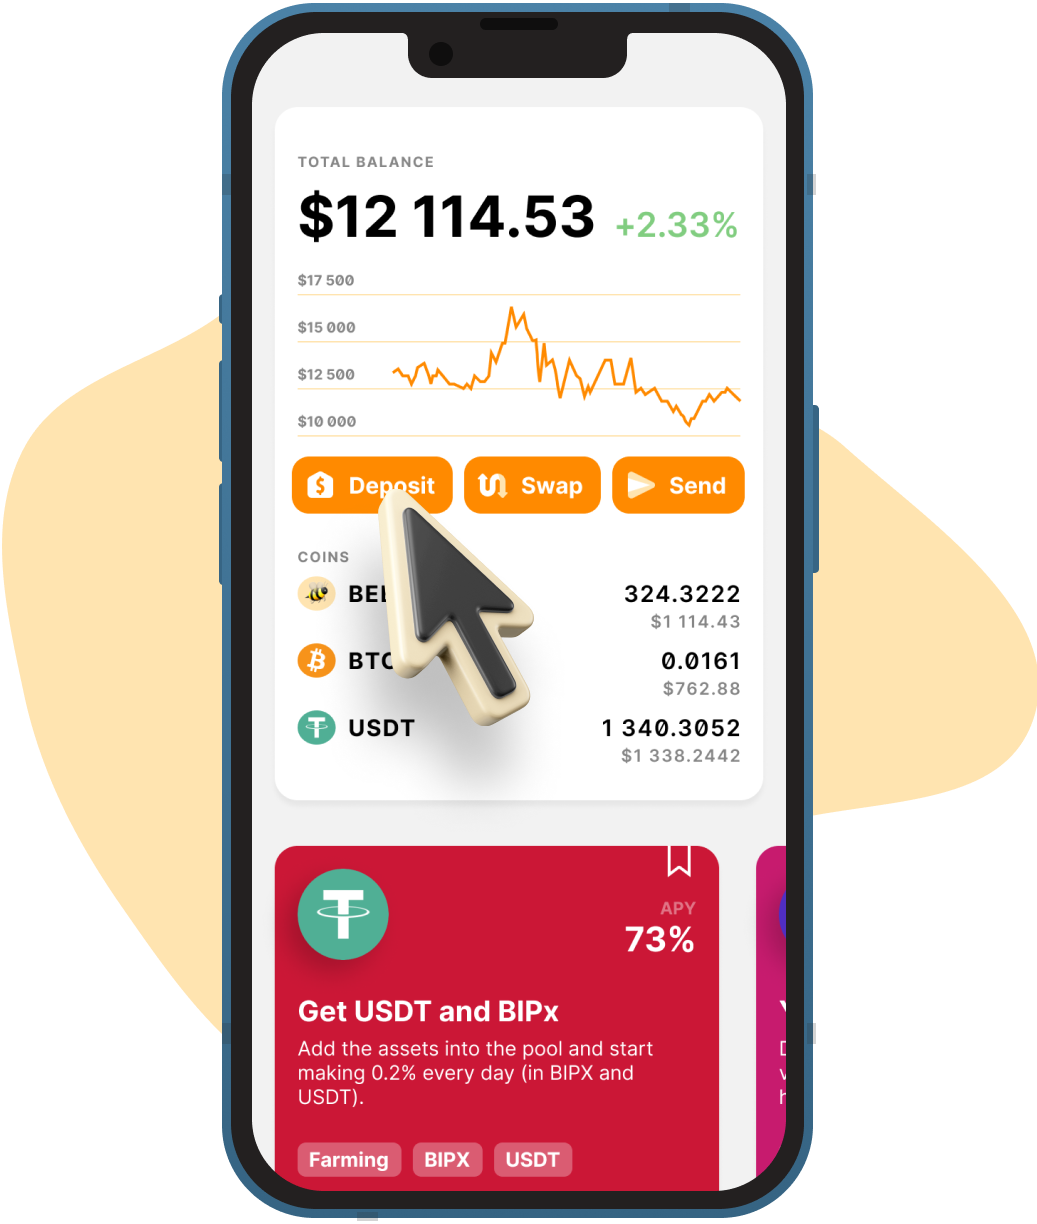 TOTAL BALANCE
$12 114.53 +2.33%
$17 500
$15 000
$12 500
$10 000
Deposit Swap Send
COINS
324.3222
$1 114.43
BTC 0.0161
$762.88
USDT 1 340.3052
$1 338.2442
APY
73%
Get USDT and BIPx
Add the assets into the pool and start
making 0.2% every day (in BIPX and
USDT).
Farming BIPX USDT